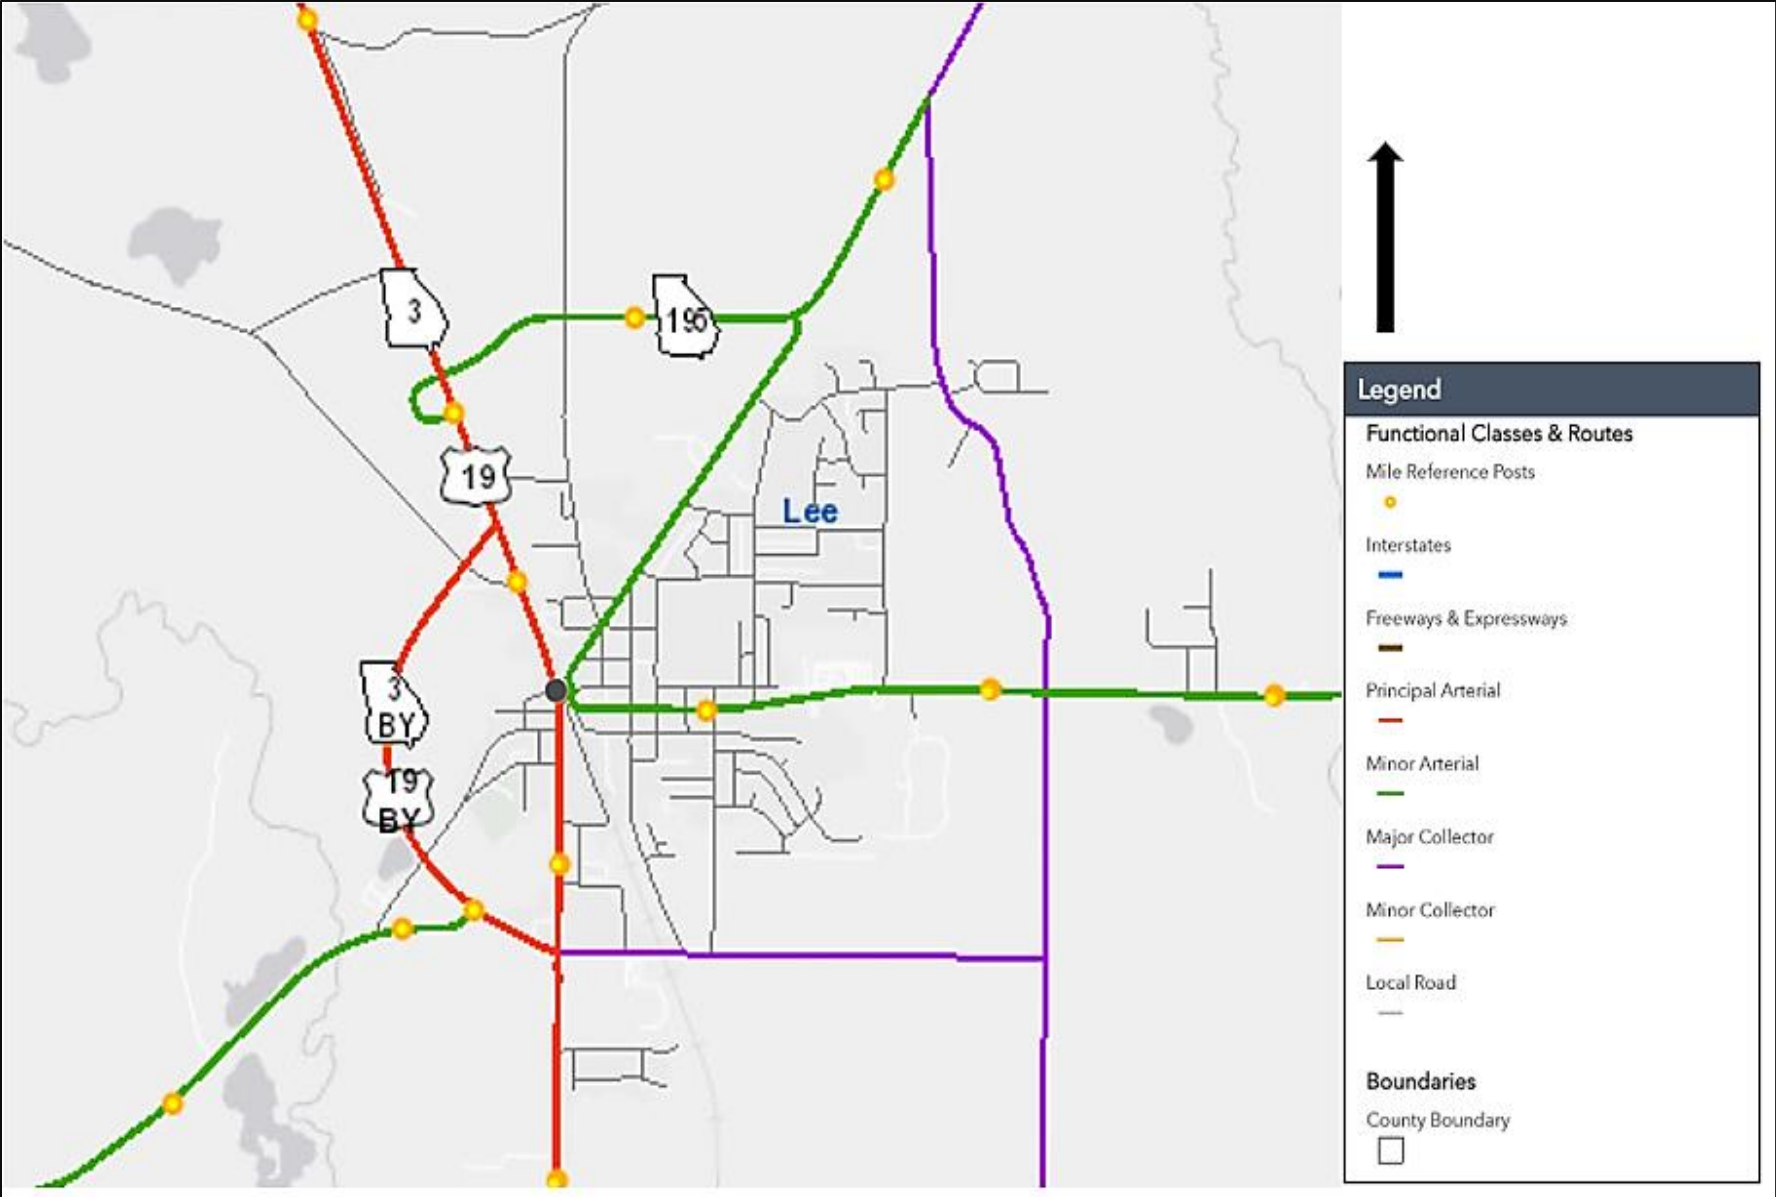 3
195
19
Lee
3
BY
19
BY
Legend
Functional Classes & Routes
Mile Reference Posts
Interstates
Freeways & Expressways
Principal Arterial
Minor Arterial
Major Collector
Minor Collector
Local Road
Boundaries
County Boundary